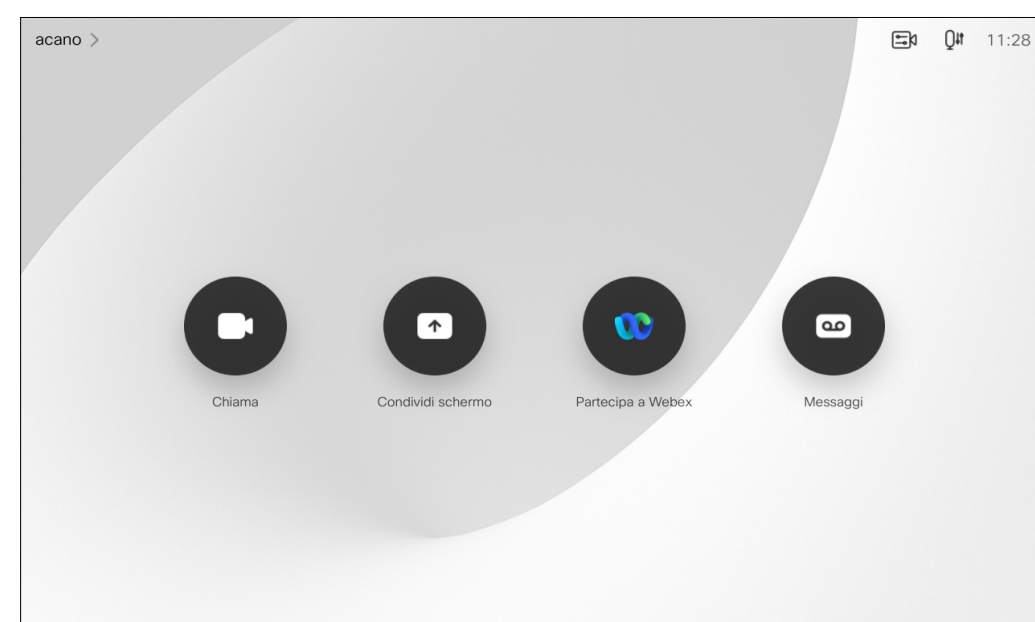 acano
11:28
Chiama
Condividi schermo
Partecipa a Webex
Messaggi